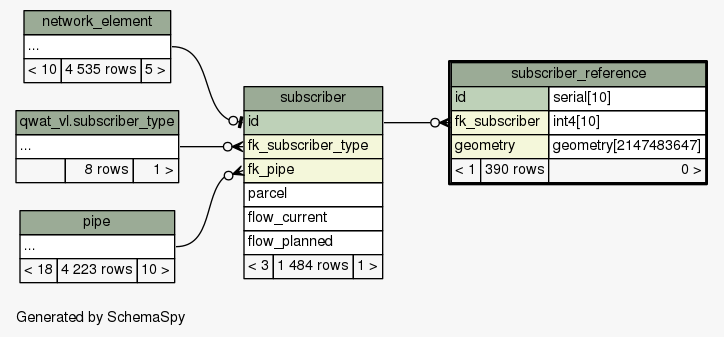 network_element
...
< 10 4 535 rows 5 >
qwat_vl.subscriber_type
...
8 rows 1 >
pipe
...
< 18 4 223 rows 10 >
subscriber
id
fk_subscriber_type
fk_pipe
parcel
flow_current
flow_planned
< 3 1 484 rows 1 >
subscriber_reference
id serial[10]
fk_subscriber int4[10]
geometry geometry[2147483647]
< 1 390 rows 0 >
Generated by SchemaSpy